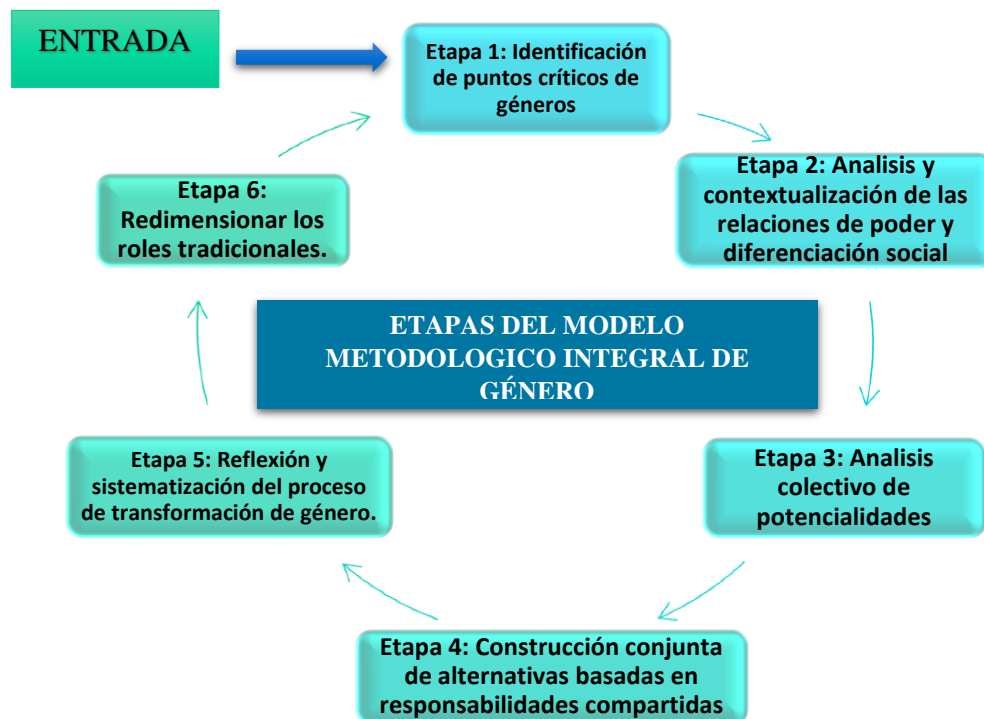 ENTRADA
Etapa 1: Identificación
de puntos críticos de
géneros
Etapa 2: Analisis y
contextualización de las
relaciones de poder y
diferenciación social
Etapa 3: Analisis
colectivo de
potencialidades
Etapa 4: Construcción conjunta
de alternativas basadas en
responsabilidades compartidas
Etapa 5: Reflexión y
sistematización del proceso
de transformación de género.
Etapa 6:
Redimensionar los
roles tradicionales.
ETAPAS DEL MODELO
METODOLOGICO INTEGRAL DE
GÉNERO